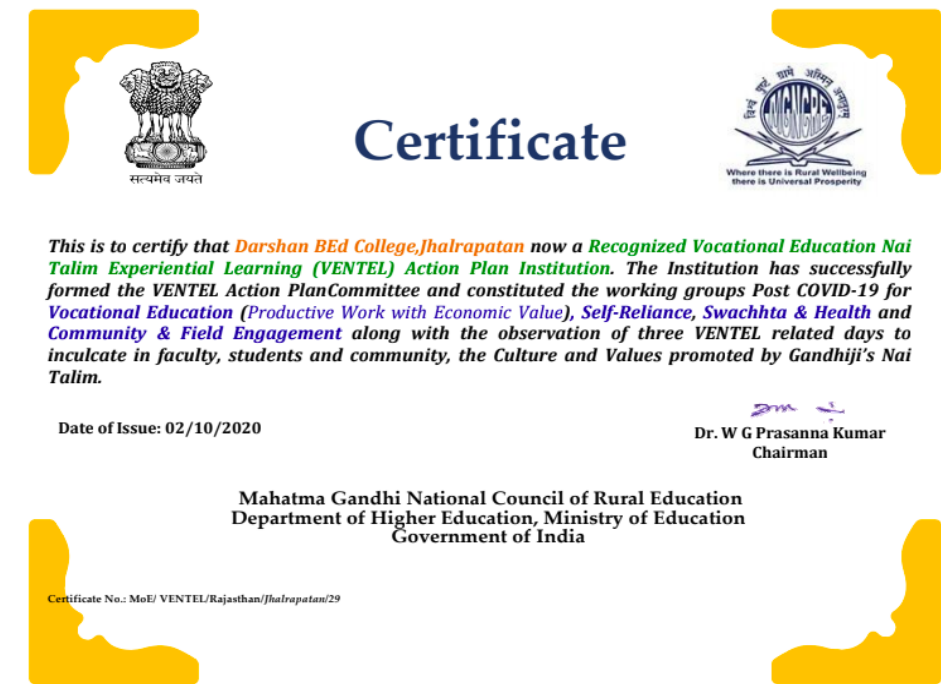 सत्यमेव जयते
Certificate
विश्वं पुष्टं ग्रामे अस्मिन् अनातुरम्
MGNCRE
Where there is Rural Wellbeing
there is Universal Prosperity
This is to certify that Darshan BEd College,Jhalrapatan now a Recognized Vocational Education Nai
Talim Experiential Learning (VENTEL) Action Plan Institution. The Institution has successfully
formed the VENTEL Action PlanCommittee and constituted the working groups Post COVID-19 for
Vocational Education (Productive Work with Economic Value), Self-Reliance, Swachhta & Health and
Community & Field Engagement along with the observation of three VENTEL related days to
inculcate in faculty, students and community, the Culture and Values promoted by Gandhiji’s Nai
Talim.
Date of Issue: 02/10/2020
Dr. W G Prasanna Kumar
Chairman
Mahatma Gandhi National Council of Rural Education
Department of Higher Education, Ministry of Education
Government of India
Certificate No.: MoE/ VENTEL/Rajasthan/Jhalrapatan/29